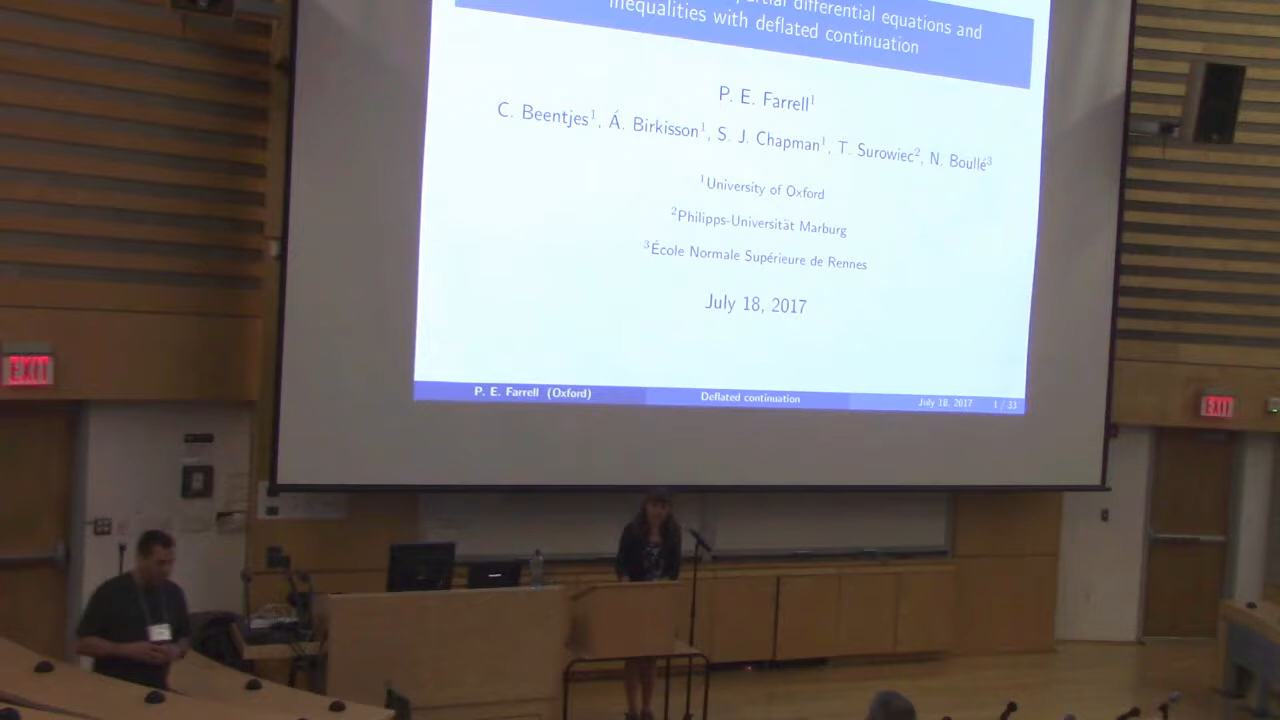 differential equations and
inequalities with deflated continuation
P. E. Farrell¹
C. Beentjes¹, Á. Birkisson¹, S. J. Chapman¹, T. Surowiec², N. Boullé³
¹University of Oxford
²Philipps-Universität Marburg
³École Normale Supérieure de Rennes
July 18, 2017
P. E. Farrell (Oxford) Deflated continuation July 18, 2017 1 / 33
EXIT
EXIT